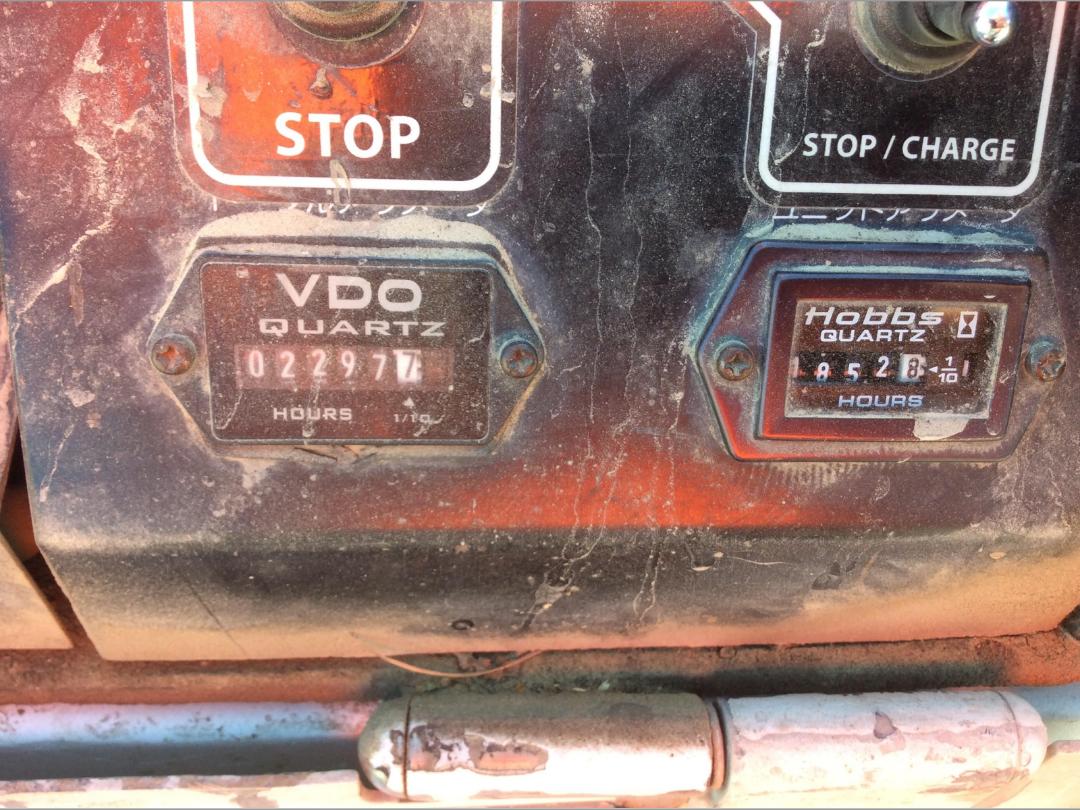 STOP
STOP / CHARGE
VDO
QUARTZ
022977
HOURS 1/10
Hobbs
QUARTZ
8528
1/10
HOURS